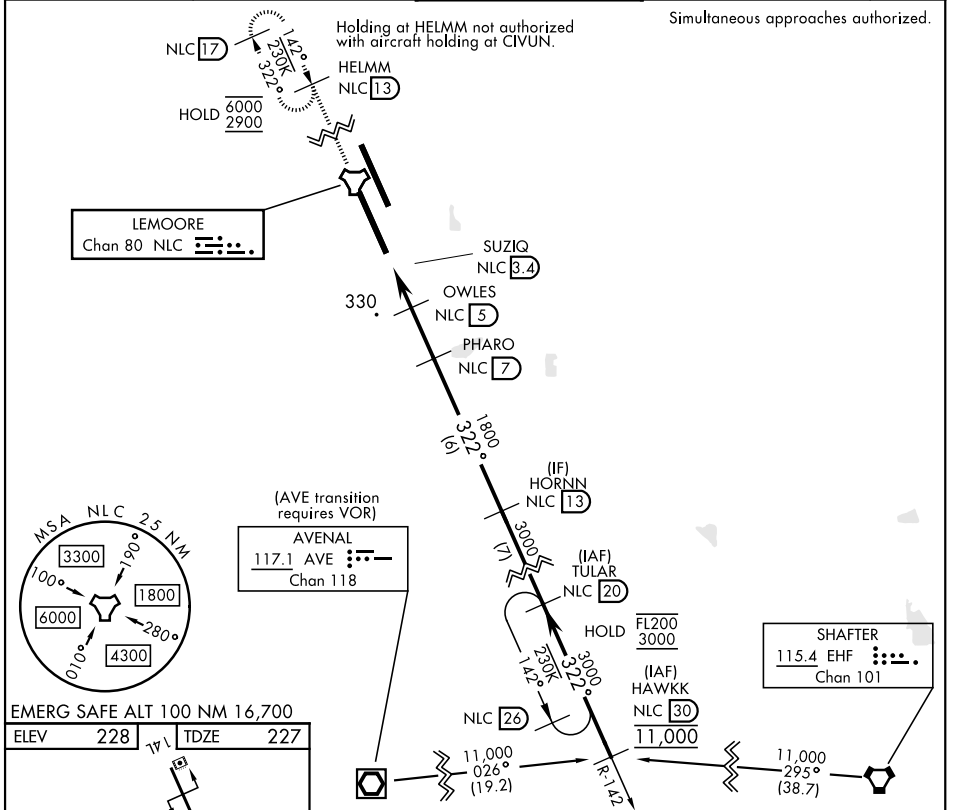 Simultaneous approaches authorized.
Holding at HELMM not authorized
with aircraft holding at CIVUN.
NLC 17
142°
230K
322°
HELMM
NLC 13
HOLD 6000
2900
LEMOORE
Chan 80 NLC
SUZIQ
NLC 3.4
OWLES
NLC 5
330
PHARO
NLC 7
1800
322°
(6)
(IF)
HORNN
NLC 13
3000
(7)
(IAF)
TULAR
NLC 20
HOLD FL200
3000
(AVE transition
requires VOR)
AVENAL
117.1 AVE
Chan 118
MSA NLC 25 NM
3300
190°
100°
1800
6000
280°
010°
4300
230K
142°
3000
322°
NLC 26
(IAF)
HAWKK
NLC 30
11,000
SHAFTER
115.4 EHF
Chan 101
EMERG SAFE ALT 100 NM 16,700
ELEV 228
TDZE 227
14L
11,000
026°
(19.2)
R-142
11,000
295°
(38.7)